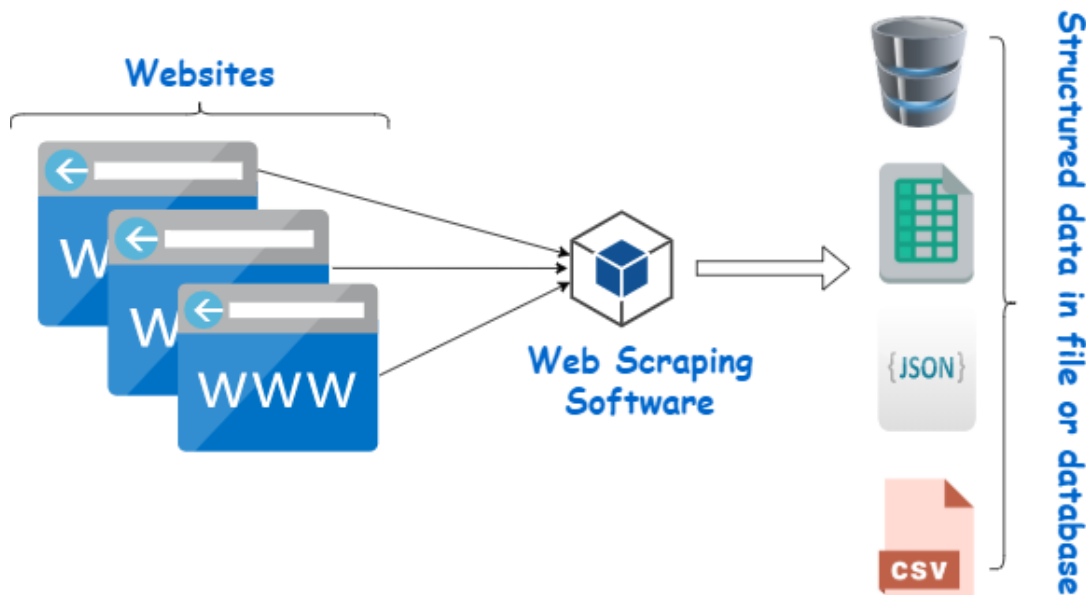 Websites
W
W
WWW
Web Scraping
Software
{JSON}
CSV
Structured data in file or database